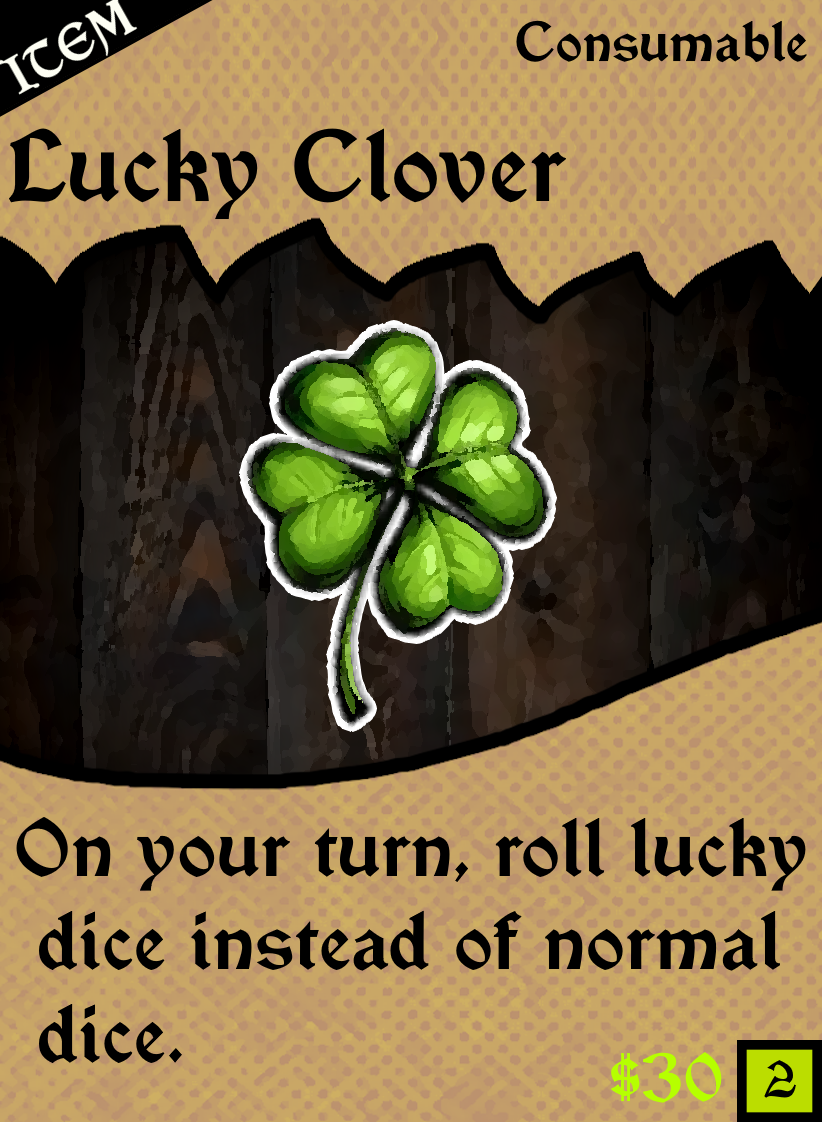 ITEM
Consumable
Lucky Clover
On your turn, roll lucky
dice instead of normal
dice.
$30
2